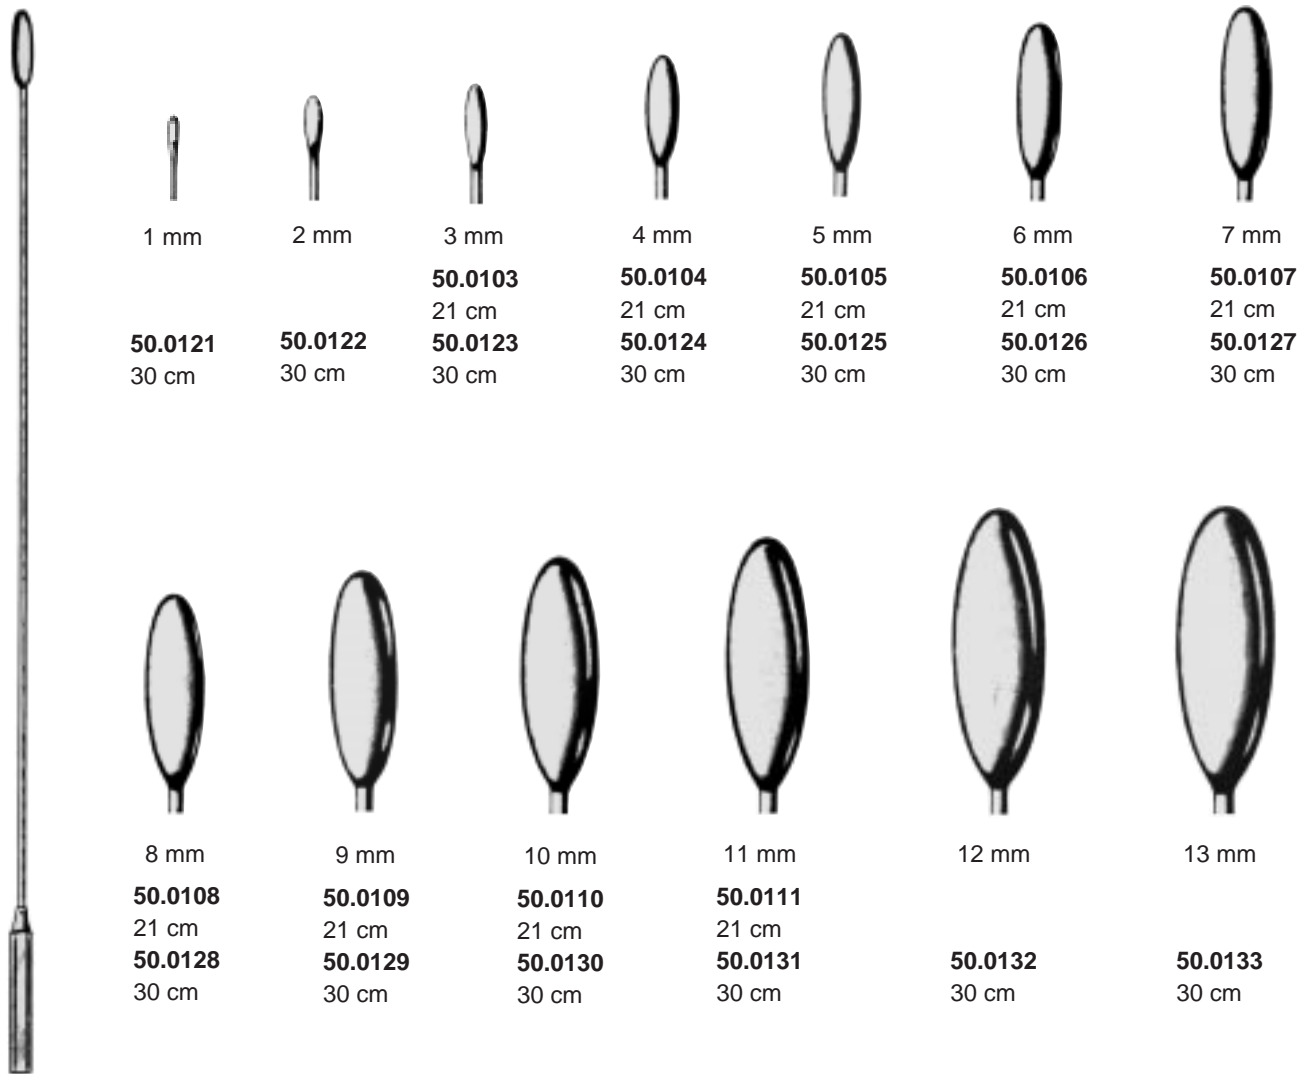 1 mm
2 mm
3 mm
4 mm
5 mm
6 mm
7 mm
50.0103
50.0104
50.0105
50.0106
50.0107
21 cm
21 cm
21 cm
21 cm
21 cm
50.0121
50.0122
50.0123
50.0124
50.0125
50.0126
50.0127
30 cm
30 cm
30 cm
30 cm
30 cm
30 cm
30 cm
8 mm
9 mm
10 mm
11 mm
12 mm
13 mm
50.0108
50.0109
50.0110
50.0111
21 cm
21 cm
21 cm
21 cm
50.0128
50.0129
50.0130
50.0131
50.0132
50.0133
30 cm
30 cm
30 cm
30 cm
30 cm
30 cm